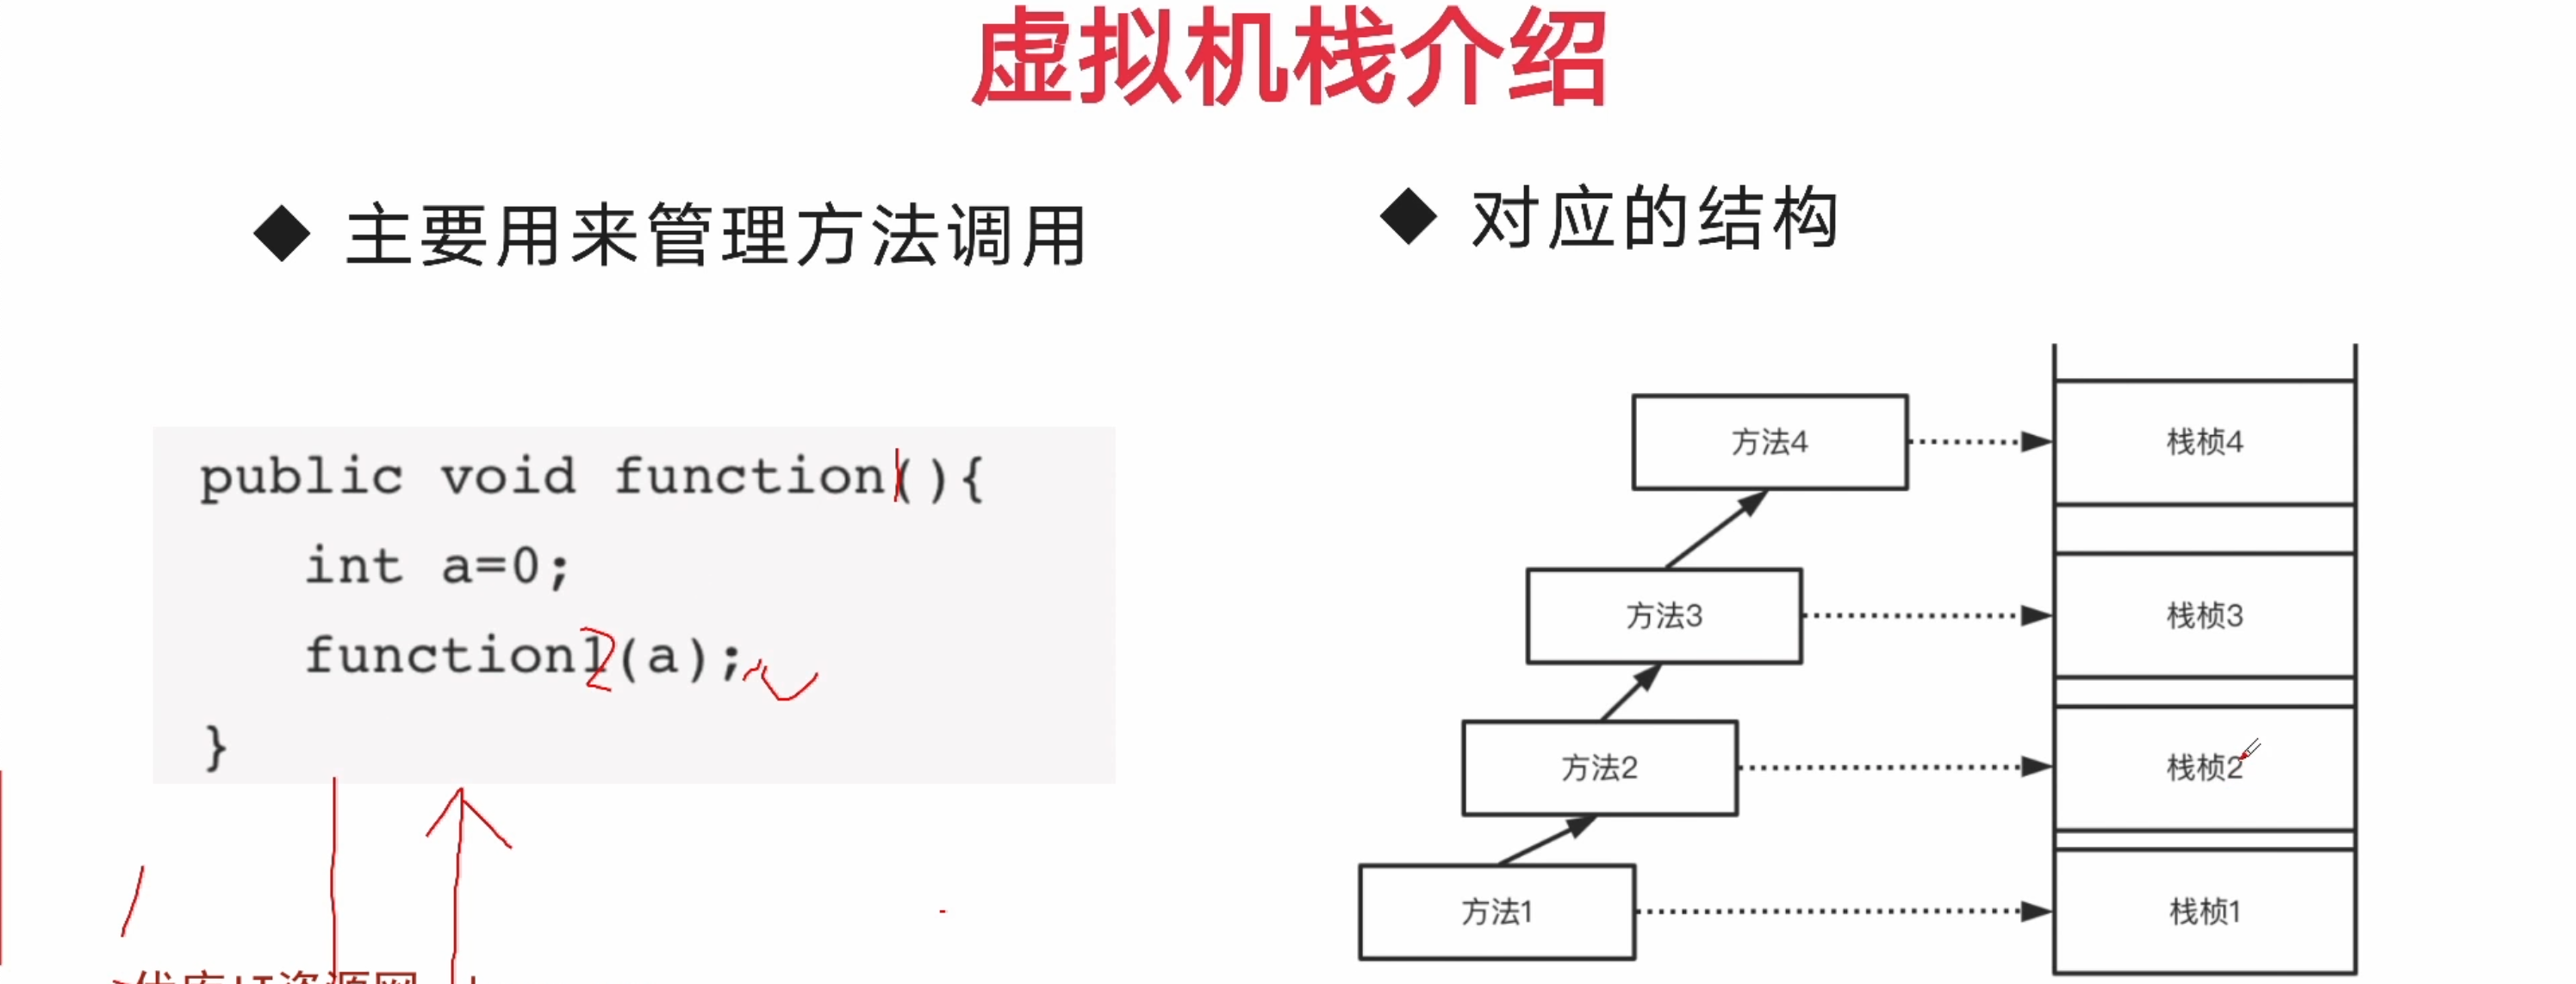 虚拟机栈介绍
◆ 主要用来管理方法调用
◆ 对应的结构
public void function(){
int a=0;
function1(a);
}
2
方法4
栈桢4
方法3
栈桢3
方法2
栈桢2
方法1
栈桢1